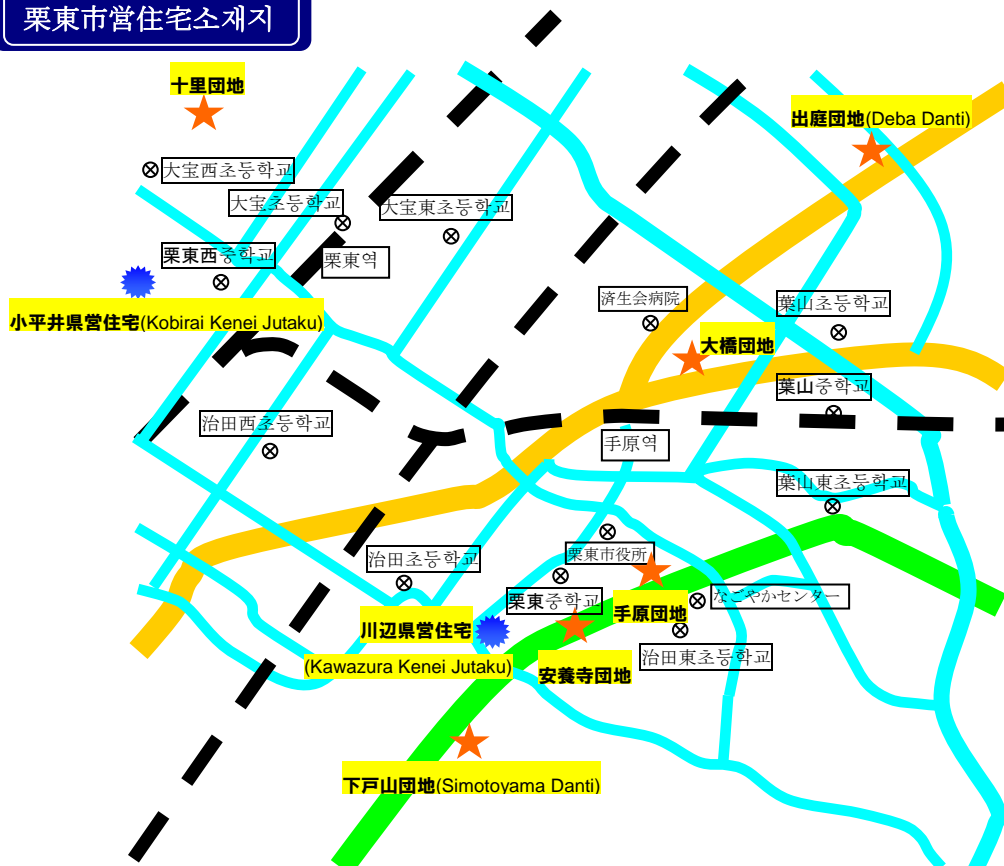 栗東市営住宅소재지
十里団地
出庭団地(Deba Danti)
大宝西초등학교
大宝초등학교
大宝東초등학교
栗東西중학교
栗東역
小平井県営住宅(Kobirai Kenei Jutaku)
済生会病院
葉山초등학교
大橋団地
葉山중학교
治田西초등학교
手原역
葉山東초등학교
治田초등학교
栗東市役所
栗東중학교
なごやかセンター
手原団地
川辺県営住宅
(Kawazura Kenei Jutaku)
治田東초등학교
安養寺団地
下戸山団地(Simotoyama Danti)